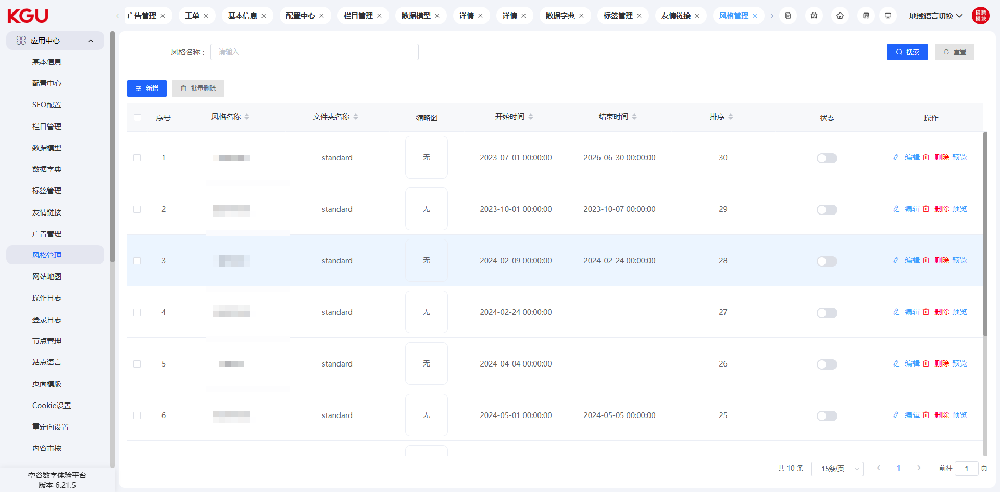 KGU
广告管理 工单 基本信息 配置中心 栏目管理 数据模型 详情 详情 数据字典 标签管理 友情链接 风格管理 地域语言切换 招聘模块
应用中心
基本信息
配置中心
SEO配置
栏目管理
数据模型
数据字典
标签管理
友情链接
广告管理
风格管理
网站地图
操作日志
登录日志
节点管理
站点语言
页面模版
Cookie设置
重定向设置
内容审核
空谷数字体验平台
版本 6.21.5
风格名称： 请输入... 搜索 重置
新增 批量删除
序号 风格名称 文件夹名称 缩略图 开始时间 结束时间 排序 状态 操作
1 standard 无 2023-07-01 00:00:00 2026-06-30 00:00:00 30 编辑 删除 预览
2 standard 无 2023-10-01 00:00:00 2023-10-07 00:00:00 29 编辑 删除 预览
3 standard 无 2024-02-09 00:00:00 2024-02-24 00:00:00 28 编辑 删除 预览
4 standard 无 2024-02-24 00:00:00 27 编辑 删除 预览
5 standard 无 2024-04-04 00:00:00 26 编辑 删除 预览
6 standard 无 2024-05-01 00:00:00 2024-05-05 00:00:00 25 编辑 删除 预览
共 10 条 15条/页 1 前往 1 页